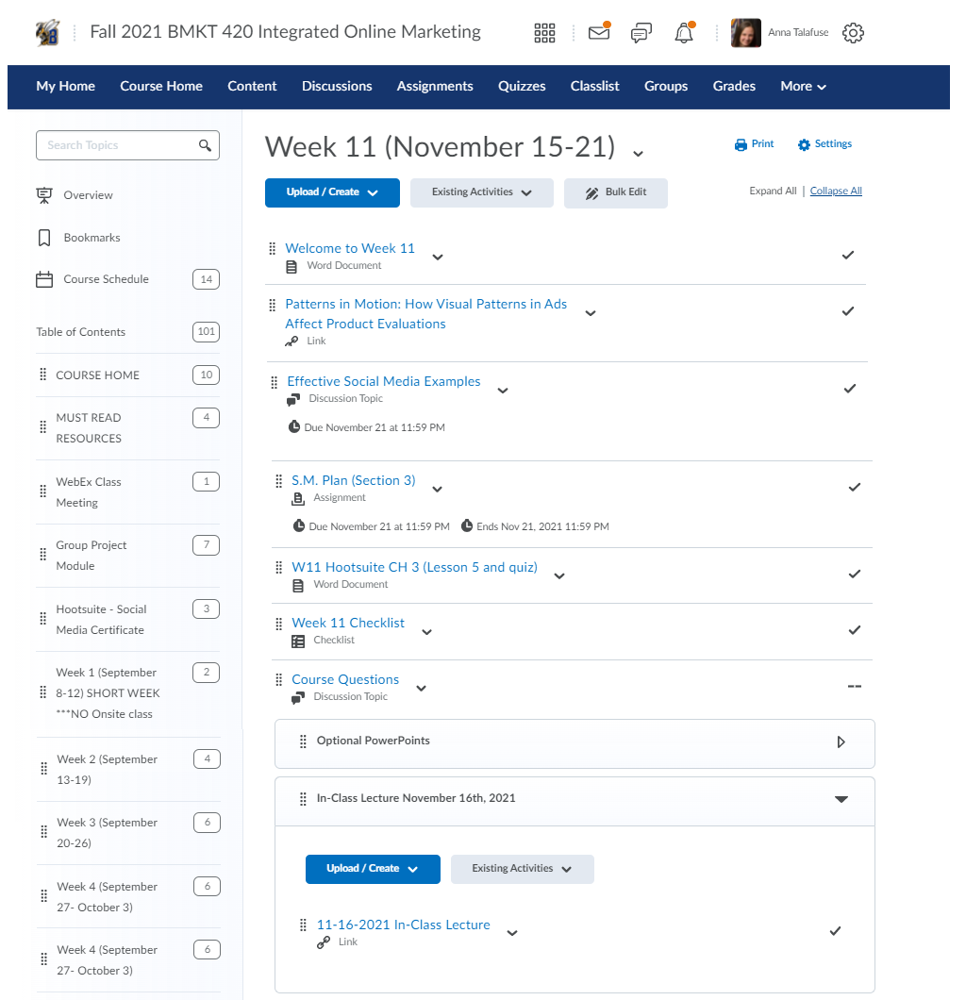 Fall 2021 BMKT 420 Integrated Online Marketing
Anna Talafuse
My Home Course Home Content Discussions Assignments Quizzes Classlist Groups Grades More
Search Topics
Overview
Bookmarks
Course Schedule 14
Table of Contents 101
COURSE HOME 10
MUST READ 4
RESOURCES
WebEx Class 1
Meeting
Group Project 7
Module
Hootsuite - Social 3
Media Certificate
Week 1 (September 2
8-12) SHORT WEEK
***NO Onsite class
Week 2 (September 4
13-19)
Week 3 (September 6
20-26)
Week 4 (September 6
27- October 3)
Week 4 (September 6
27- October 3)
Week 11 (November 15-21)
Print Settings
Upload / Create Existing Activities Bulk Edit
Expand All | Collapse All
Welcome to Week 11
Word Document
Patterns in Motion: How Visual Patterns in Ads
Affect Product Evaluations
Link
Effective Social Media Examples
Discussion Topic
Due November 21 at 11:59 PM
S.M. Plan (Section 3)
Assignment
Due November 21 at 11:59 PM Ends Nov 21, 2021 11:59 PM
W11 Hootsuite CH 3 (Lesson 5 and quiz)
Word Document
Week 11 Checklist
Checklist
Course Questions
Discussion Topic
Optional PowerPoints
In-Class Lecture November 16th, 2021
Upload / Create Existing Activities
11-16-2021 In-Class Lecture
Link